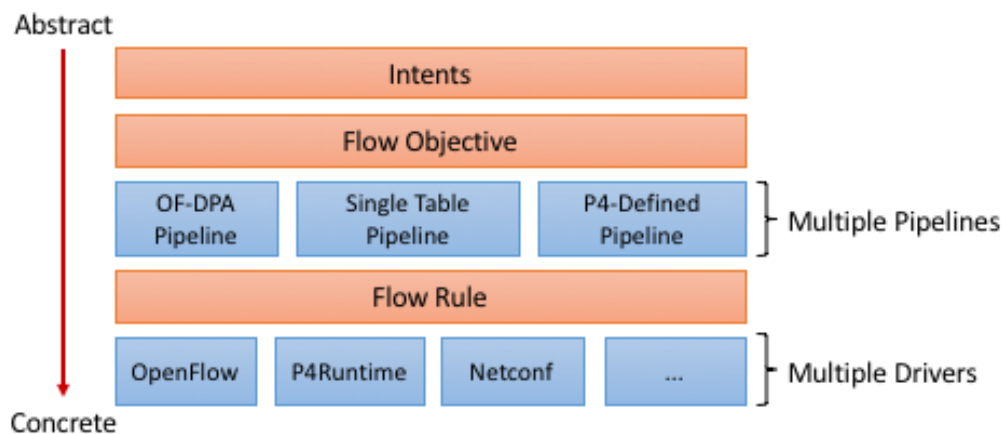 Abstract
Intents
Flow Objective
OF-DPA
Pipeline
Single Table
Pipeline
P4-Defined
Pipeline
Multiple Pipelines
Flow Rule
OpenFlow
P4Runtime
Netconf
...
Multiple Drivers
Concrete